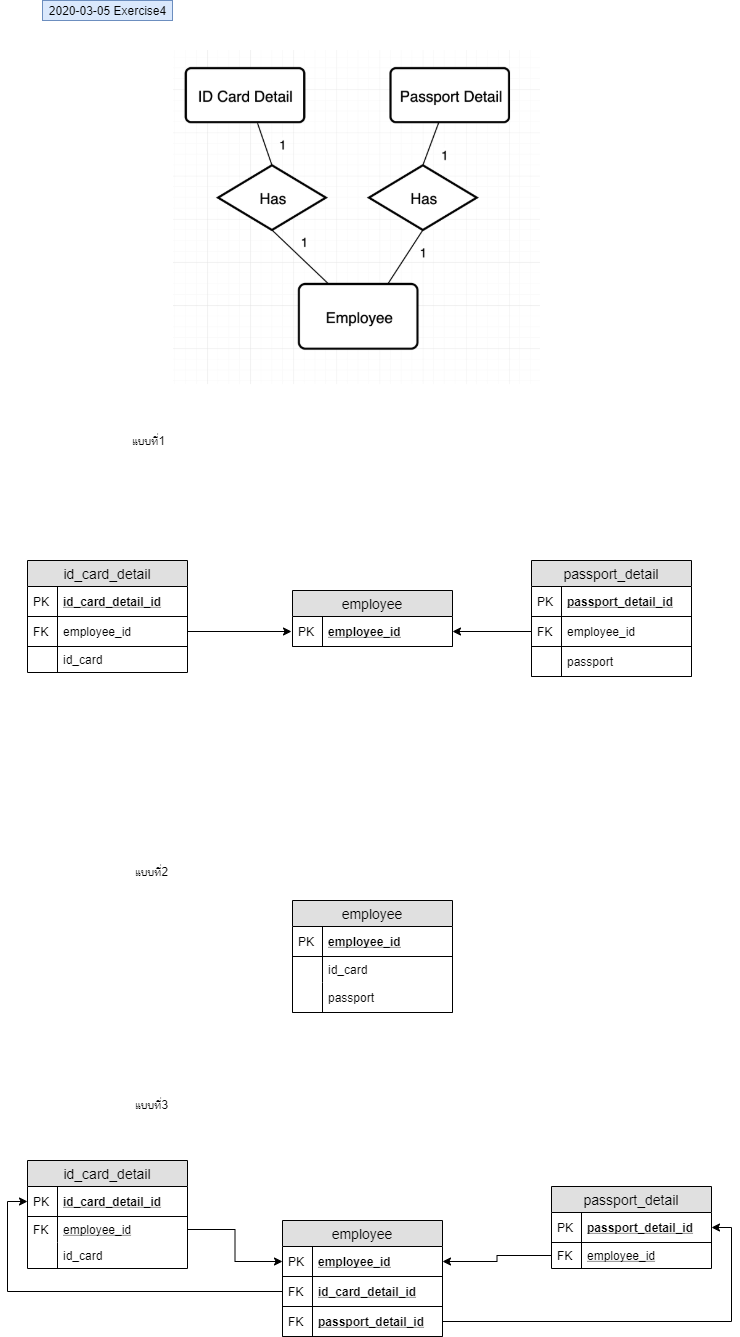 2020-03-05 Exercise4
ID Card Detail
Passport Detail
1
1
Has
Has
1
1
Employee
แบบที่1
id_card_detail
PK id_card_detail_id
FK employee_id
id_card
employee
PK employee_id
passport_detail
PK passport_detail_id
FK employee_id
passport
แบบที่2
employee
PK employee_id
id_card
passport
แบบที่3
id_card_detail
PK id_card_detail_id
FK employee_id
id_card
employee
PK employee_id
FK id_card_detail_id
FK passport_detail_id
passport_detail
PK passport_detail_id
FK employee_id